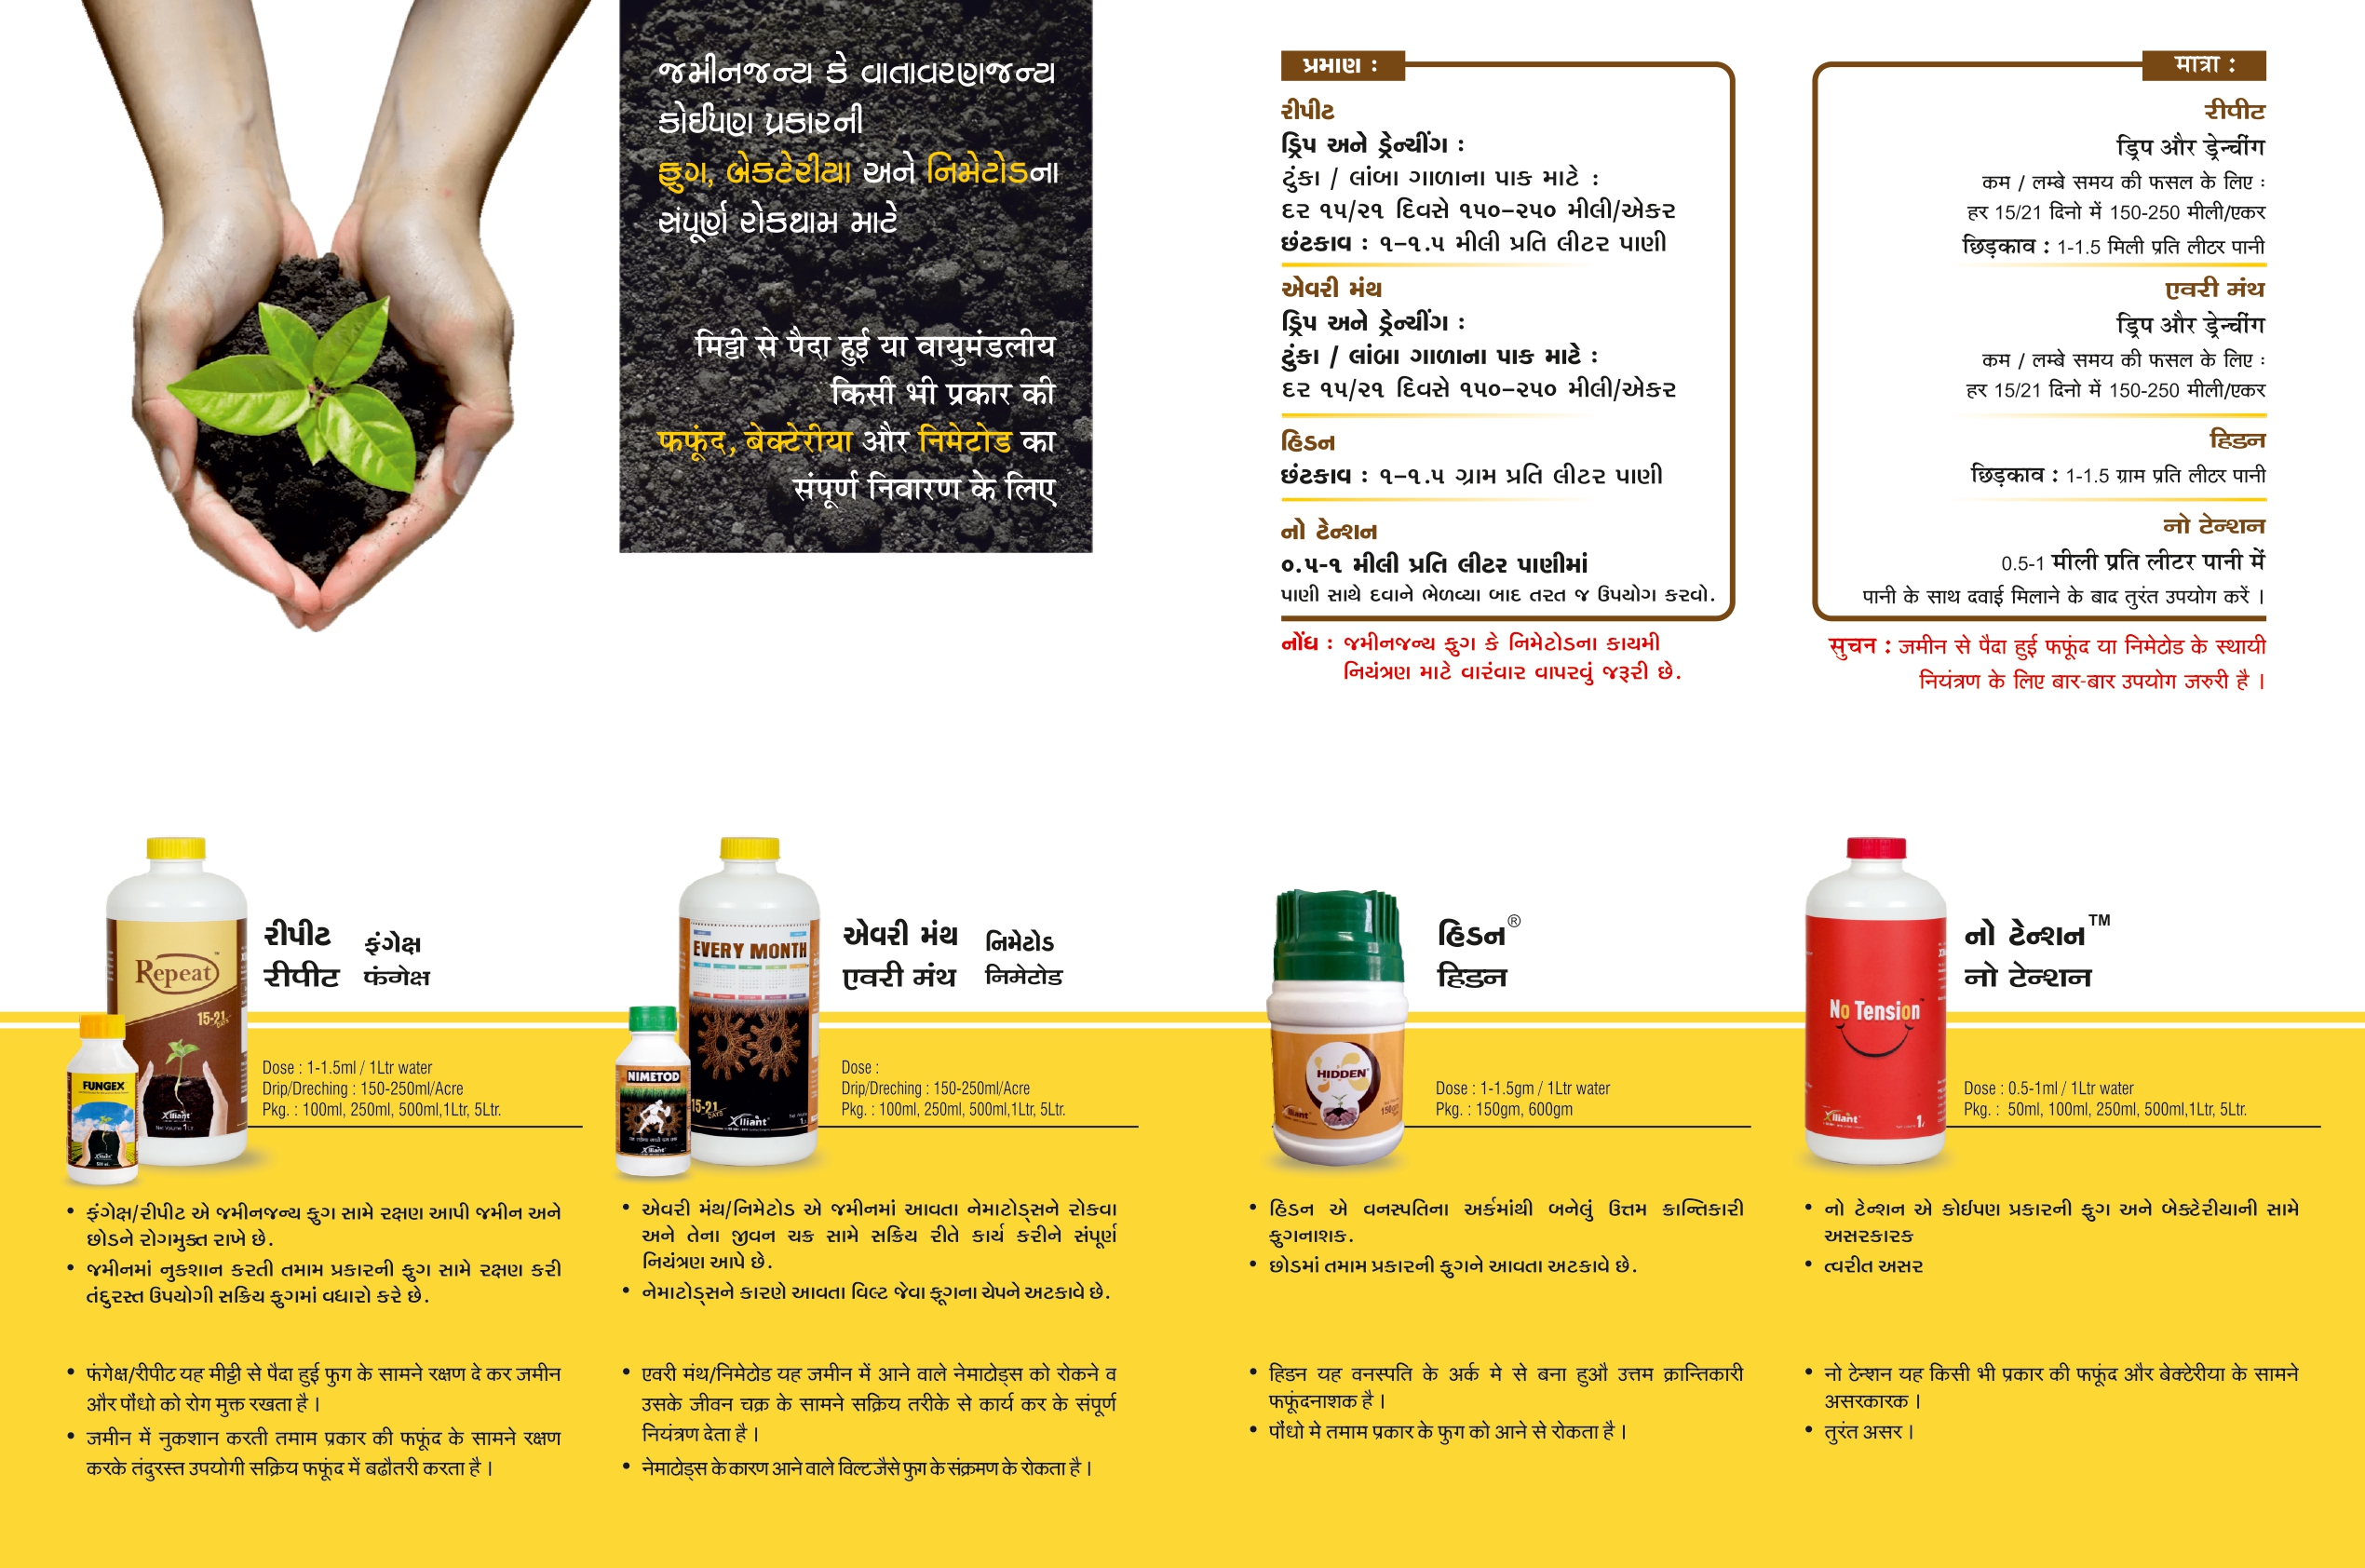 જમીનજન્ય કે વાતાવરણજન્ય
કોઈપણ પ્રકારની
ફુગ, બેકટેરીયા અને નિમેટોડના
સંપૂર્ણ રોકથામ માટે
मिट्टी से पैदा हुई या वायुमंडलीय
किसी भी प्रकार की
फफूंद, बेक्टेरीया और निमेटोड का
संपूर्ण निवारण के लिए
પ્રમાણ :
રીપીટ
ડ્રિપ અને ડ્રેન્ચીંગ :
ટુંકા / લાંબા ગાળાના પાક માટે :
દર ૧૫/૨૧ દિવસે ૧૫૦–૨૫૦ મીલી/એકર
છંટકાવ : ૧–૧.૫ મીલી પ્રતિ લીટર પાણી
એવરી મંથ
ડ્રિપ અને ડ્રેન્ચીંગ :
ટુંકા / લાંબા ગાળાના પાક માટે :
દર ૧૫/૨૧ દિવસે ૧૫૦–૨૫૦ મીલી/એકર
હિડન
છંટકાવ : ૧–૧.૫ ગ્રામ પ્રતિ લીટર પાણી
નો ટેન્શન
૦.૫-૧ મીલી પ્રતિ લીટર પાણીમાં
પાણી સાથે દવાને ભેળવ્યા બાદ તરત જ ઉપયોગ કરવો.
નોંધ : જમીનજન્ય ફુગ કે નિમેટોડના કાયમી
નિયંત્રણ માટે વારંવાર વાપરવું જરૂરી છે.
मात्रा :
रीपीट
ड्रिप और ड्रेन्चींग
कम / लम्बे समय की फसल के लिए :
हर 15/21 दिनो में 150-250 मीली/एकर
छिड़काव : 1-1.5 मिली प्रति लीटर पानी
एवरी मंथ
ड्रिप और ड्रेन्चींग
कम / लम्बे समय की फसल के लिए :
हर 15/21 दिनो में 150-250 मीली/एकर
हिडन
छिड़काव : 1-1.5 ग्राम प्रति लीटर पानी
नो टेन्शन
0.5-1 मीली प्रति लीटर पानी में
पानी के साथ दवाई मिलाने के बाद तुरंत उपयोग करें ।
सुचन : जमीन से पैदा हुई फफूंद या निमेटोड के स्थायी
नियंत्रण के लिए बार-बार उपयोग जरुरी है ।
Repeat
15-21 DAYS
Xlliant
Net Volume 1Ltr
FUNGEX
Xlliant
રીપીટ ફંગેક્ષ
रीपीट फंगेक्ष
Dose : 1-1.5ml / 1Ltr water
Drip/Dreching : 150-250ml/Acre
Pkg. : 100ml, 250ml, 500ml,1Ltr, 5Ltr.
• ફંગેક્ષ/રીપીટ એ જમીનજન્ય ફુગ સામે રક્ષણ આપી જમીન અને
છોડને રોગમુક્ત રાખે છે.
• જમીનમાં નુકશાન કરતી તમામ પ્રકારની ફુગ સામે રક્ષણ કરી
તંદુરસ્ત ઉપયોગી સક્રિય ફુગમાં વધારો કરે છે.
• फंगेक्ष/रीपीट यह मीट्टी से पैदा हुई फुग के सामने रक्षण दे कर जमीन
और पौंधो को रोग मुक्त रखता है ।
• जमीन में नुकशान करती तमाम प्रकार की फफूंद के सामने रक्षण
करके तंदुरस्त उपयोगी सक्रिय फफूंद में बढौतरी करता है ।
EVERY MONTH
15-21 DAYS
Xlliant
NIMETOD
Xlliant
એવરી મંથ નિમેટોડ
एवरी मंथ निमेटोड
Dose :
Drip/Dreching : 150-250ml/Acre
Pkg. : 100ml, 250ml, 500ml,1Ltr, 5Ltr.
• એવરી મંથ/નિમેટોડ એ જમીનમાં આવતા નેમાટોડ્સને રોકવા
અને તેના જીવન ચક્ર સામે સક્રિય રીતે કાર્ય કરીને સંપૂર્ણ
નિયંત્રણ આપે છે.
• નેમાટોડ્સને કારણે આવતા વિલ્ટ જેવા ફૂગના ચેપને અટકાવે છે.
• एवरी मंथ/निमेटोड यह जमीन में आने वाले नेमाटोड्स को रोकने व
उसके जीवन चक्र के सामने सक्रिय तरीके से कार्य कर के संपूर्ण
नियंत्रण देता है ।
• नेमाटोड्स के कारण आने वाले विल्ट जैसे फुग के संक्रमण के रोकता है ।
HIDDEN®
Xlliant
150gm
હિડન®
हिडन
Dose : 1-1.5gm / 1Ltr water
Pkg. : 150gm, 600gm
• હિડન એ વનસ્પતિના અર્કમાંથી બનેલું ઉત્તમ ક્રાન્તિકારી
ફુગનાશક.
• છોડમાં તમામ પ્રકારની ફુગને આવતા અટકાવે છે.
• हिडन यह वनस्पति के अर्क मे से बना हुऔ उत्तम क्रान्तिकारी
फफूंदनाशक है ।
• पौंधो मे तमाम प्रकार के फुग को आने से रोकता है ।
No Tension
Xlliant
નો ટેન્શન™
नो टेन्शन
Dose : 0.5-1ml / 1Ltr water
Pkg. : 50ml, 100ml, 250ml, 500ml,1Ltr, 5Ltr.
• નો ટેન્શન એ કોઈપણ પ્રકારની ફુગ અને બેક્ટેરીયાની સામે
અસરકારક
• ત્વરીત અસર
• नो टेन्शन यह किसी भी प्रकार की फफूंद और बेक्टेरीया के सामने
असरकारक ।
• तुरंत असर ।